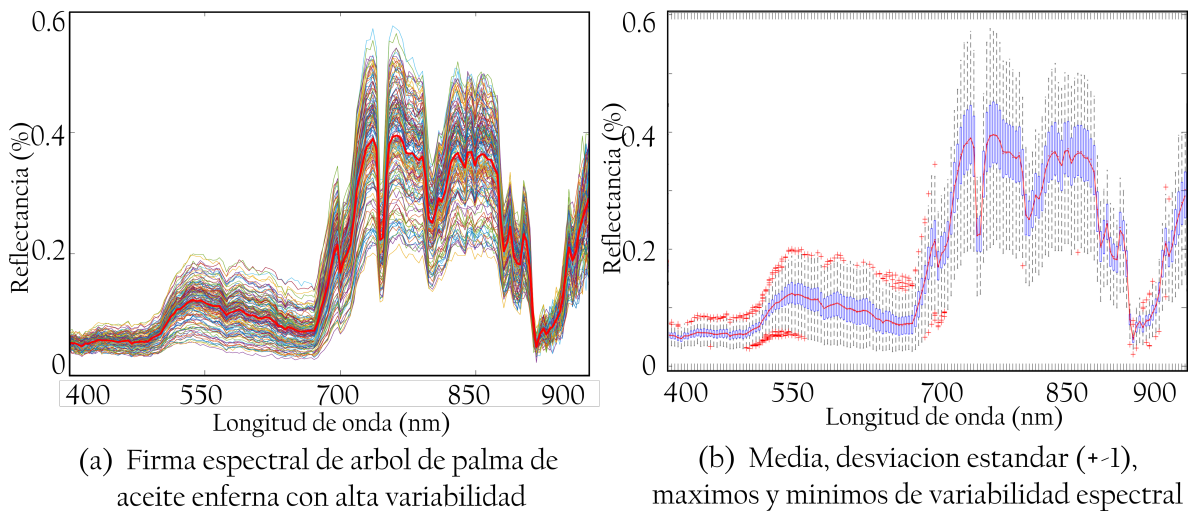 0.6
0.4
0.2
0
Reflectancia (%)
400 550 700 850 900
Longitud de onda (nm)
(a) Firma espectral de arbol de palma de
aceite enferna con alta variabilidad
0.6
0.4
0.2
0
Reflectancia (%)
400 550 700 850 900
Longitud de onda (nm)
(b) Media, desviacion estandar (+-1),
maximos y minimos de variabilidad espectral